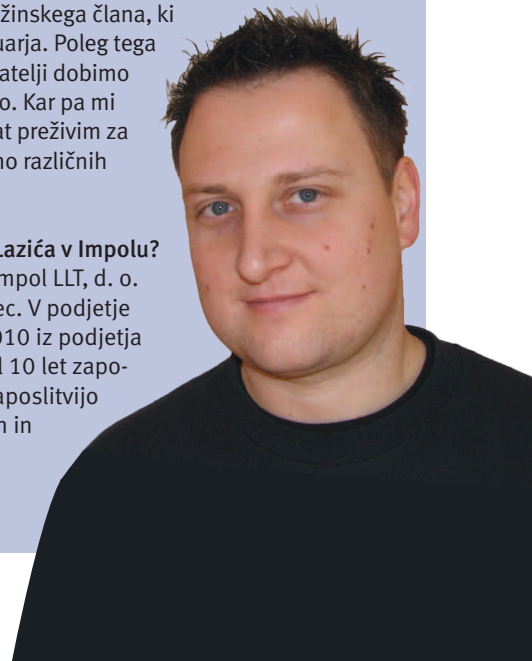 žinskega člana, ki
uarja. Poleg tega
atelji dobimo
o. Kar pa mi
at preživim za
no različnih
Lazića v Impolu?
mpol LLT, d. o.
ec. V podjetje
010 iz podjetja
l 10 let zapo-
aposlitvijo
n in